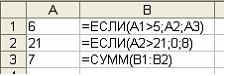 A B
1 6 =ЕСЛИ(A1>5;A2;A3)
2 21 =ЕСЛИ(A2>21;0;8)
3 7 =СУММ(B1:B2)